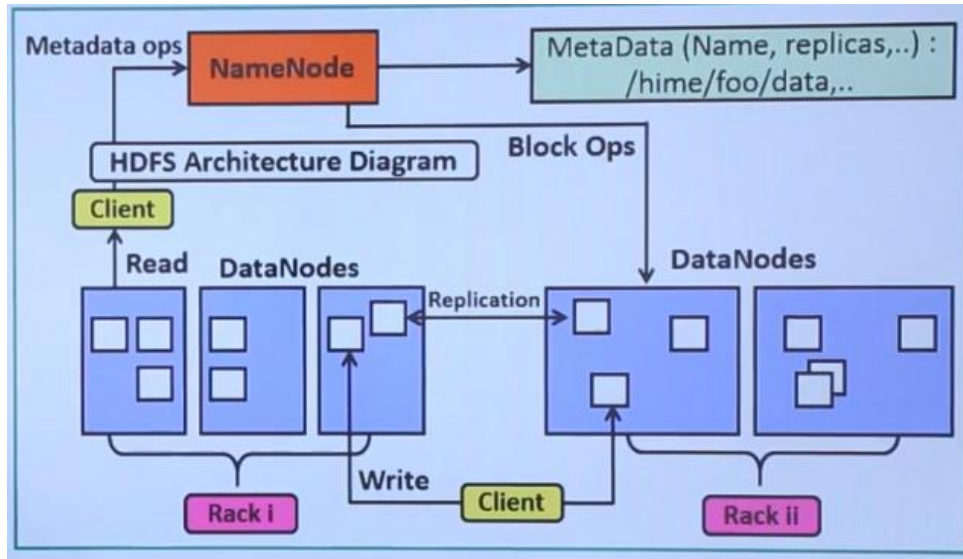 Metadata ops
NameNode
MetaData (Name, replicas,..) :
/hime/foo/data,..
HDFS Architecture Diagram
Block Ops
Client
Read
DataNodes
DataNodes
Replication
Write
Client
Rack i
Rack ii